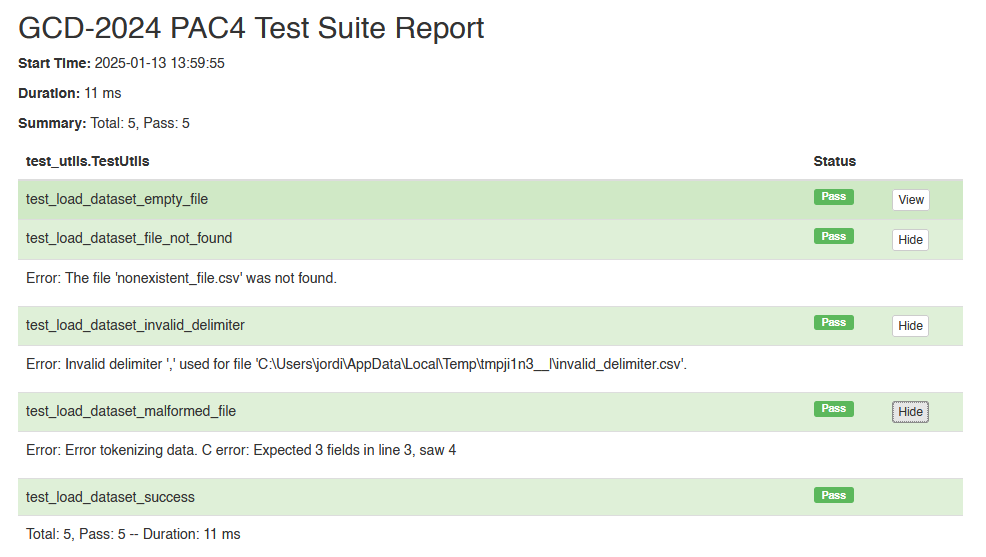 GCD-2024 PAC4 Test Suite Report
Start Time: 2025-01-13 13:59:55
Duration: 11 ms
Summary: Total: 5, Pass: 5
test_utils.TestUtils Status
test_load_dataset_empty_file Pass View
test_load_dataset_file_not_found Pass Hide
Error: The file 'nonexistent_file.csv' was not found.
test_load_dataset_invalid_delimiter Pass Hide
Error: Invalid delimiter ',' used for file 'C:\Users\jordi\AppData\Local\Temp\tmpji1n3__l\invalid_delimiter.csv'.
test_load_dataset_malformed_file Pass Hide
Error: Error tokenizing data. C error: Expected 3 fields in line 3, saw 4
test_load_dataset_success Pass
Total: 5, Pass: 5 -- Duration: 11 ms